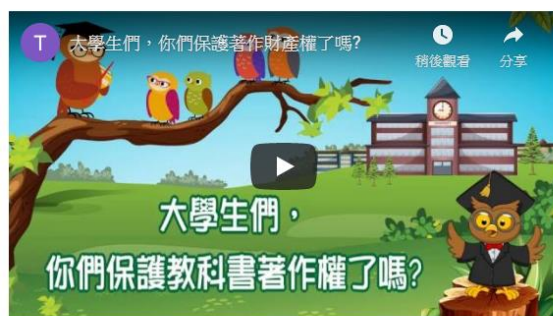 T
大學生們，你們保護著作財產權了嗎?
稍後觀看
分享
大學生們，
你們保護教科書著作權了嗎?